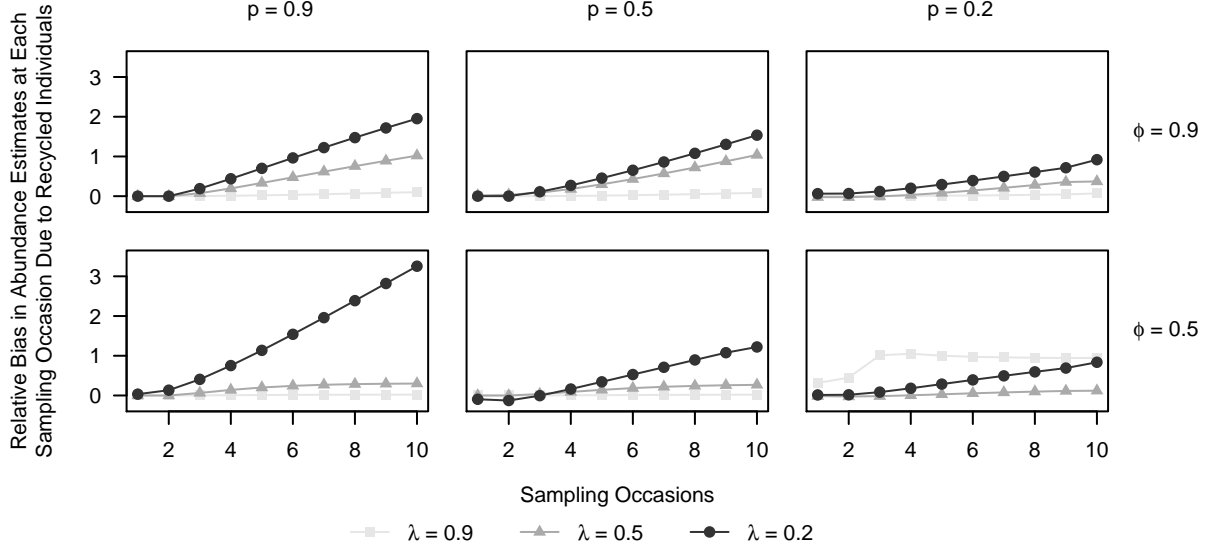 p = 0.9
p = 0.5
p = 0.2
Relative Bias in Abundance Estimates at Each
Sampling Occasion Due to Recycled Individuals
3
2
1
0
ϕ = 0.9
3
2
1
0
ϕ = 0.5
2 4 6 8 10
2 4 6 8 10
2 4 6 8 10
Sampling Occasions
λ = 0.9 λ = 0.5 λ = 0.2